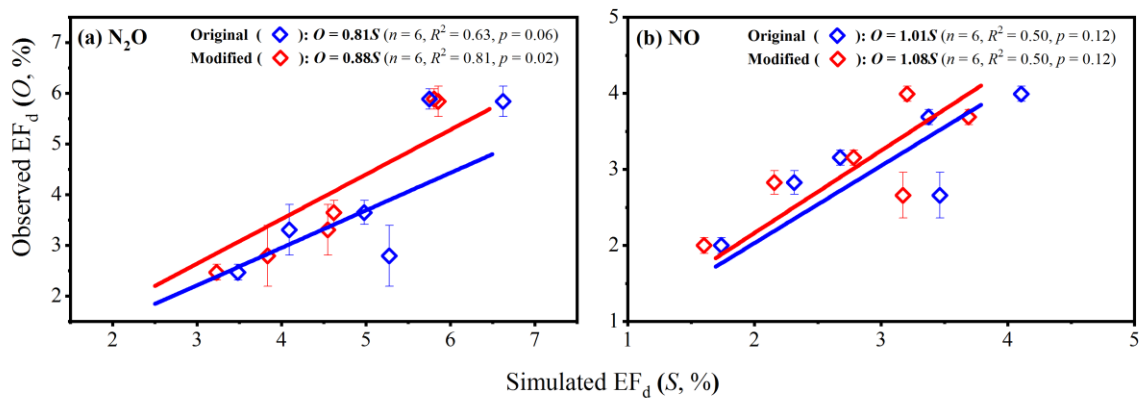 (a) N₂O
Original ( ): O = 0.81S (n = 6, R² = 0.63, p = 0.06)
Modified ( ): O = 0.88S (n = 6, R² = 0.81, p = 0.02)
7
6
5
4
3
2
2 3 4 5 6 7
(b) NO
Original ( ): O = 1.01S (n = 6, R² = 0.50, p = 0.12)
Modified ( ): O = 1.08S (n = 6, R² = 0.50, p = 0.12)
5
4
3
2
1
1 2 3 4 5
Observed EF_d (O, %)
Simulated EF_d (S, %)